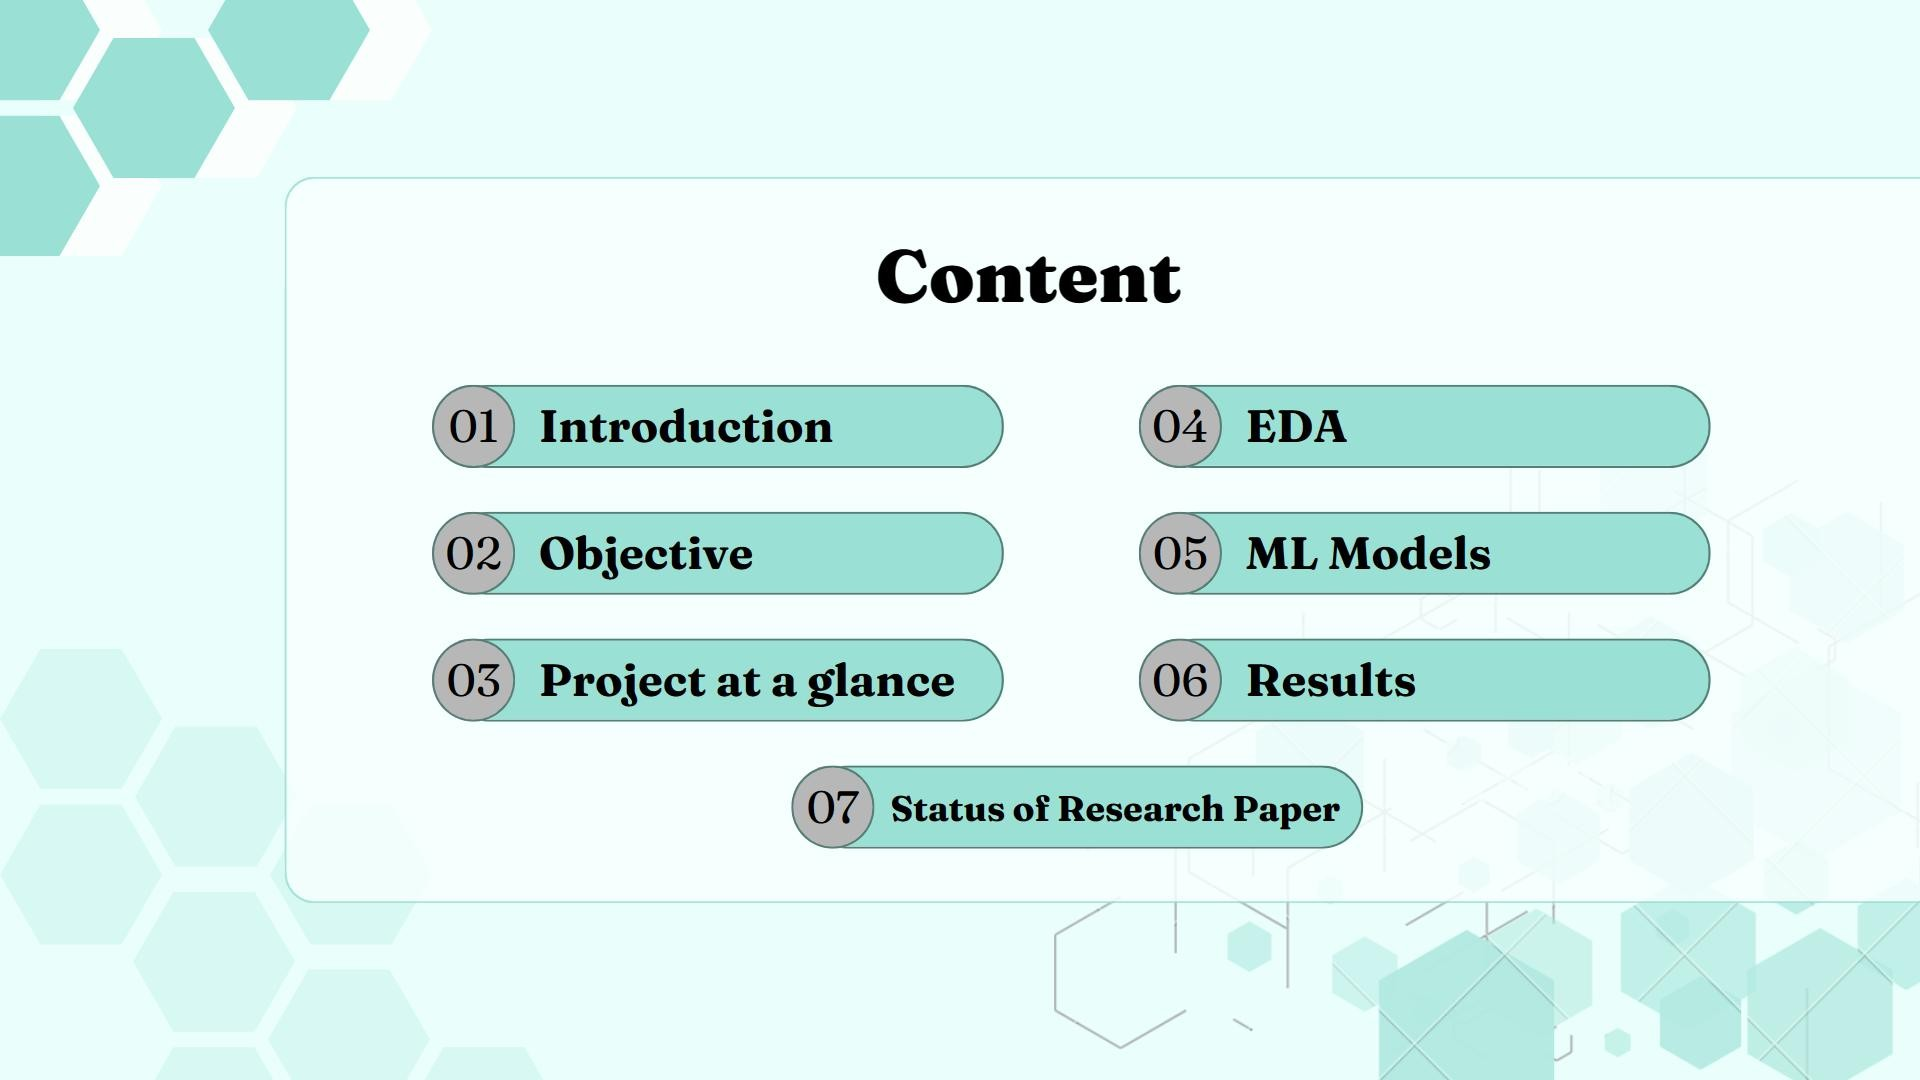 Content
01 Introduction
02 Objective
03 Project at a glance
04 EDA
05 ML Models
06 Results
07 Status of Research Paper